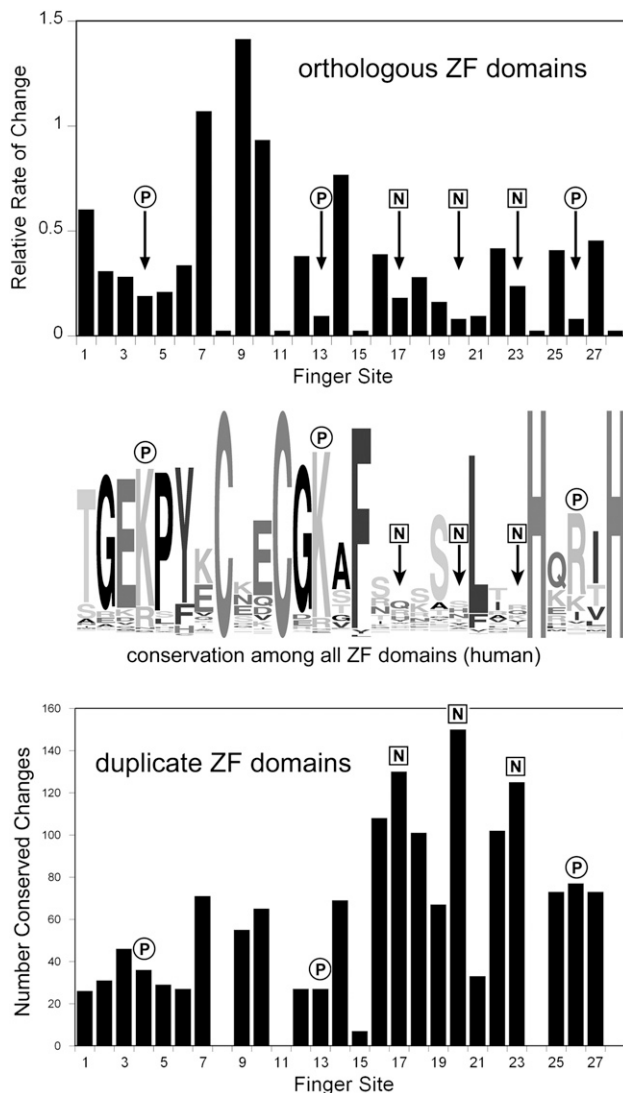 1.5
1
0.5
0
Relative Rate of Change
orthologous ZF domains
P
P
N
N
N
P
1 3 5 7 9 11 13 15 17 19 21 23 25 27
Finger Site
P
P
P
N
N
N
TGEKPYKC ECGKAF S L HQRIH
conservation among all ZF domains (human)
160
140
120
100
80
60
40
20
0
Number Conserved Changes
duplicate ZF domains
P
P
N
N
N
P
1 3 5 7 9 11 13 15 17 19 21 23 25 27
Finger Site